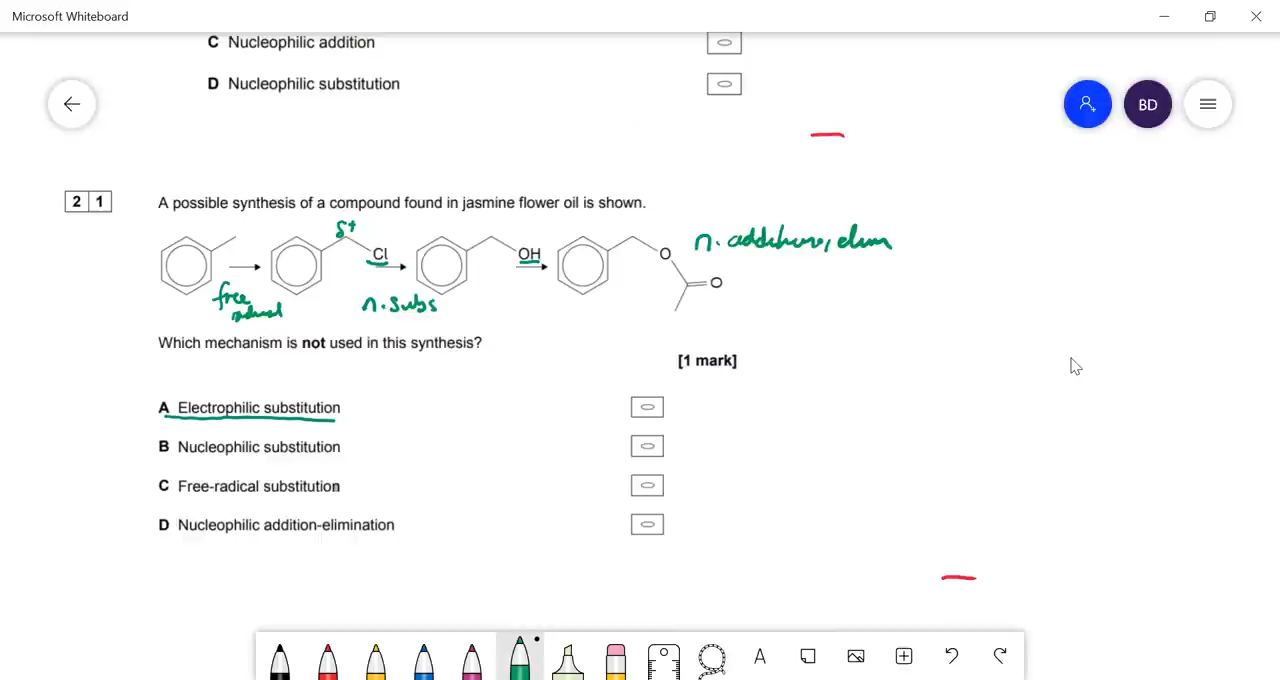 Microsoft Whiteboard
C Nucleophilic addition
D Nucleophilic substitution
BD
2 1
A possible synthesis of a compound found in jasmine flower oil is shown.
δ+
n. addition, elim
Cl
OH
O
O
free
radical
n. subs
Which mechanism is not used in this synthesis?
[1 mark]
A Electrophilic substitution
B Nucleophilic substitution
C Free-radical substitution
D Nucleophilic addition-elimination
A